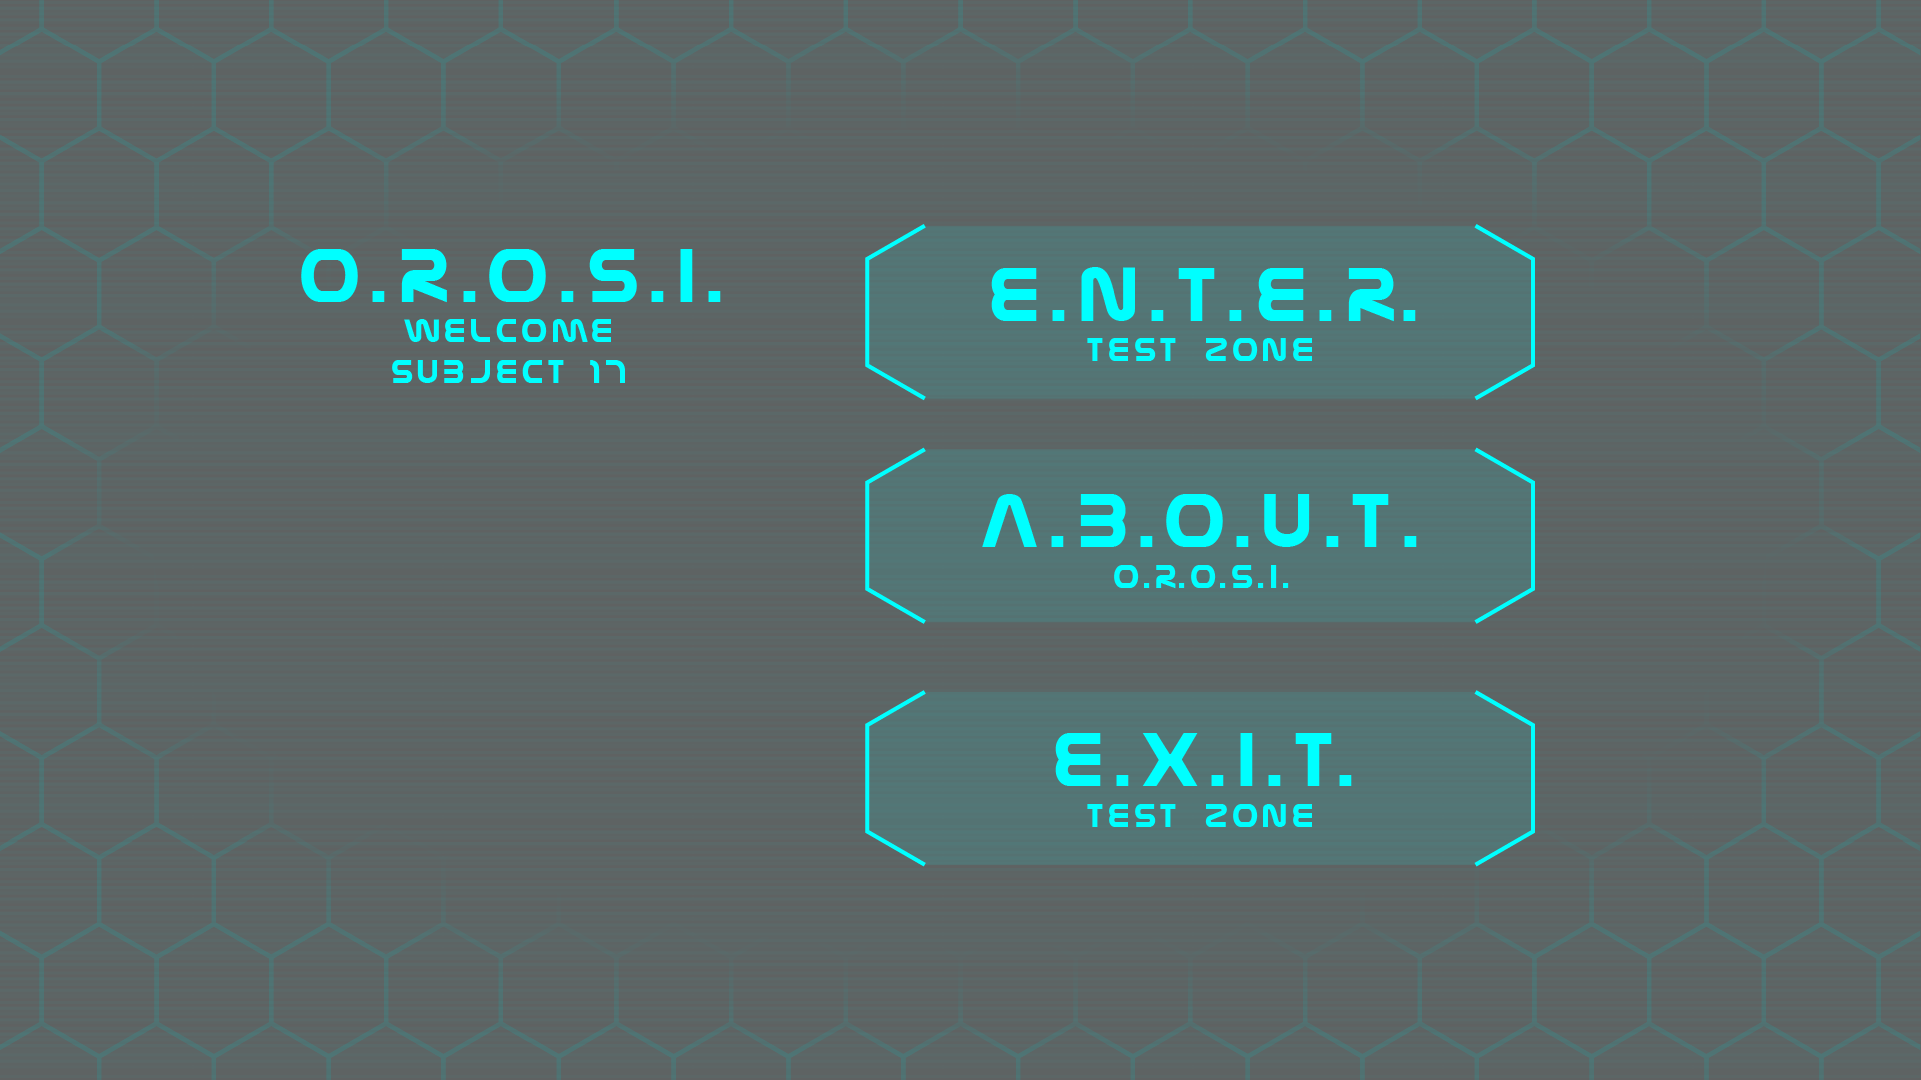 O.R.O.S.I.
WELCOME
SUBJECT 17
E.N.T.E.R.
TEST ZONE
A.B.O.U.T.
O.R.O.S.I.
E.X.I.T.
TEST ZONE